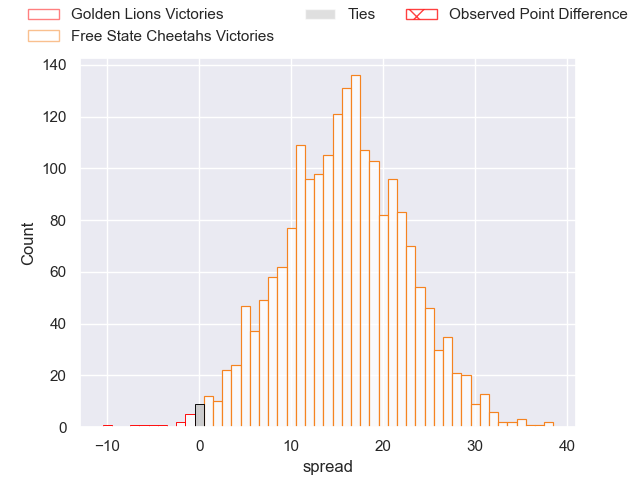 Golden Lions Victories
Free State Cheetahs Victories
Ties
Observed Point Difference
140
120
100
80
60
40
20
0
Count
−10
0
10
20
30
40
spread